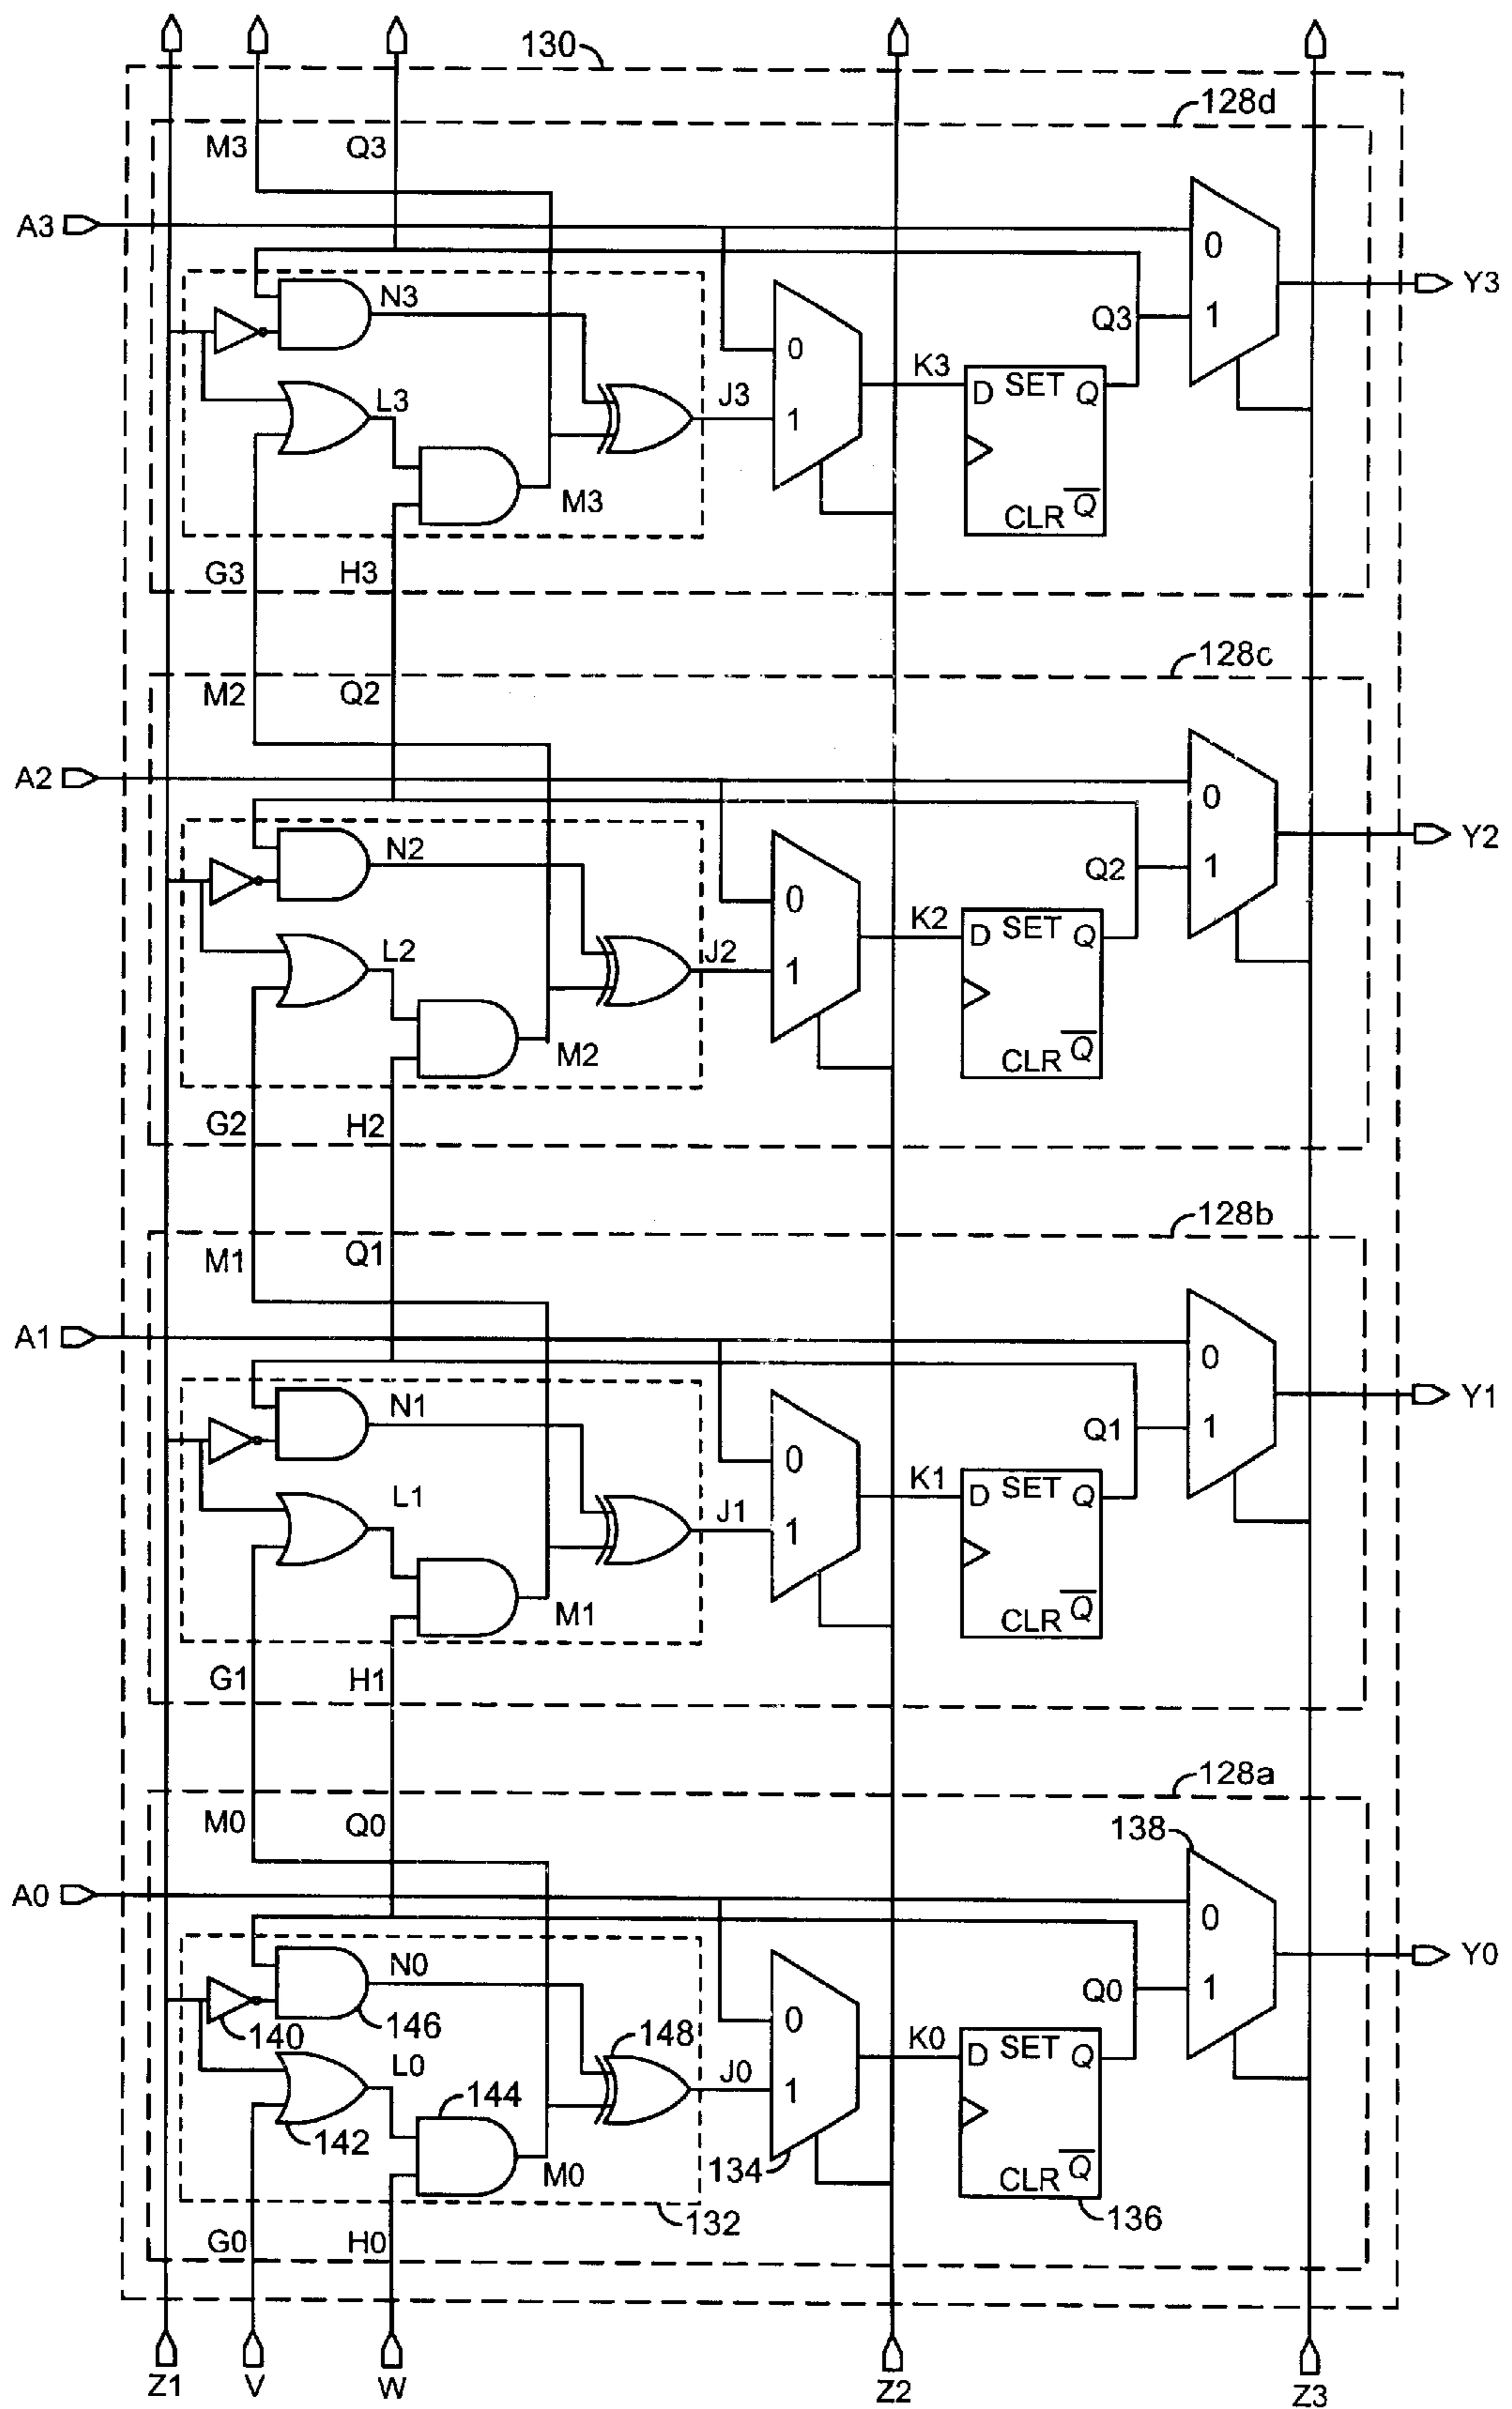 130
128d
M3 Q3
A3
0
N3
Y3
Q3 1
0
K3
L3 J3
D SET Q
1
M3
CLR Q
G3 H3
128c
M2 Q2
A2
0
N2
Y2
Q2 1
0
K2
D SET Q
L2 J2
1
M2
CLR Q
G2 H2
128b
M1 Q1
A1
0
N1
Y1
Q1 1
0
K1
D SET Q
L1 J1
1
M1
CLR Q
G1 H1
128a
M0 Q0
138
A0
0
N0
Y0
Q0 1
146
0
140 148
K0
D SET Q
L0 J0
144
1
142
134
M0
CLR Q
132
136
G0 H0
Z1 V W Z2 Z3